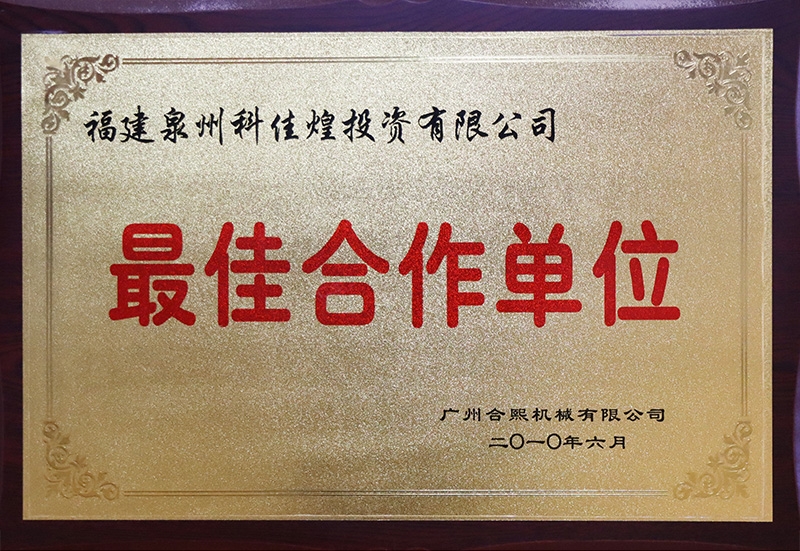 福建泉州科佳煌投资有限公司
最佳合作单位
广州合熙机械有限公司
二〇一〇年六月